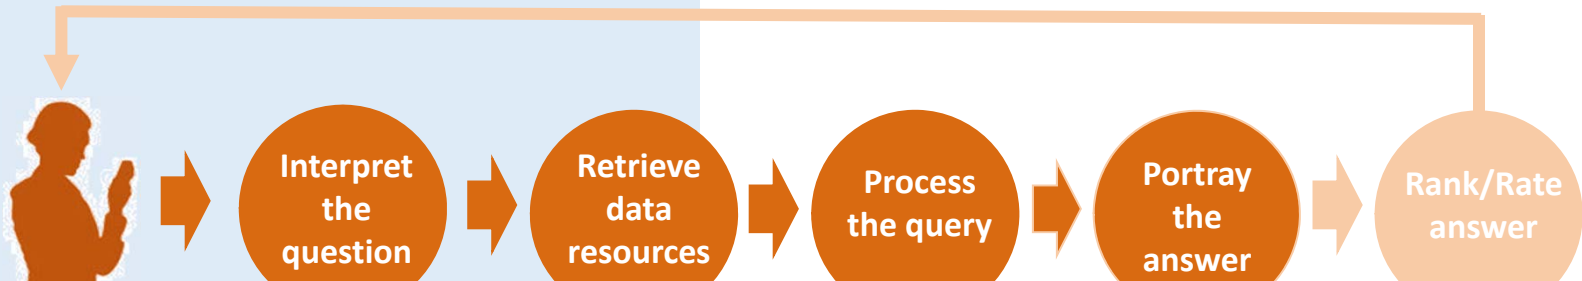 Interpret
the
question
Retrieve
data
resources
Process
the query
Portray
the
answer
Rank/Rate
answer